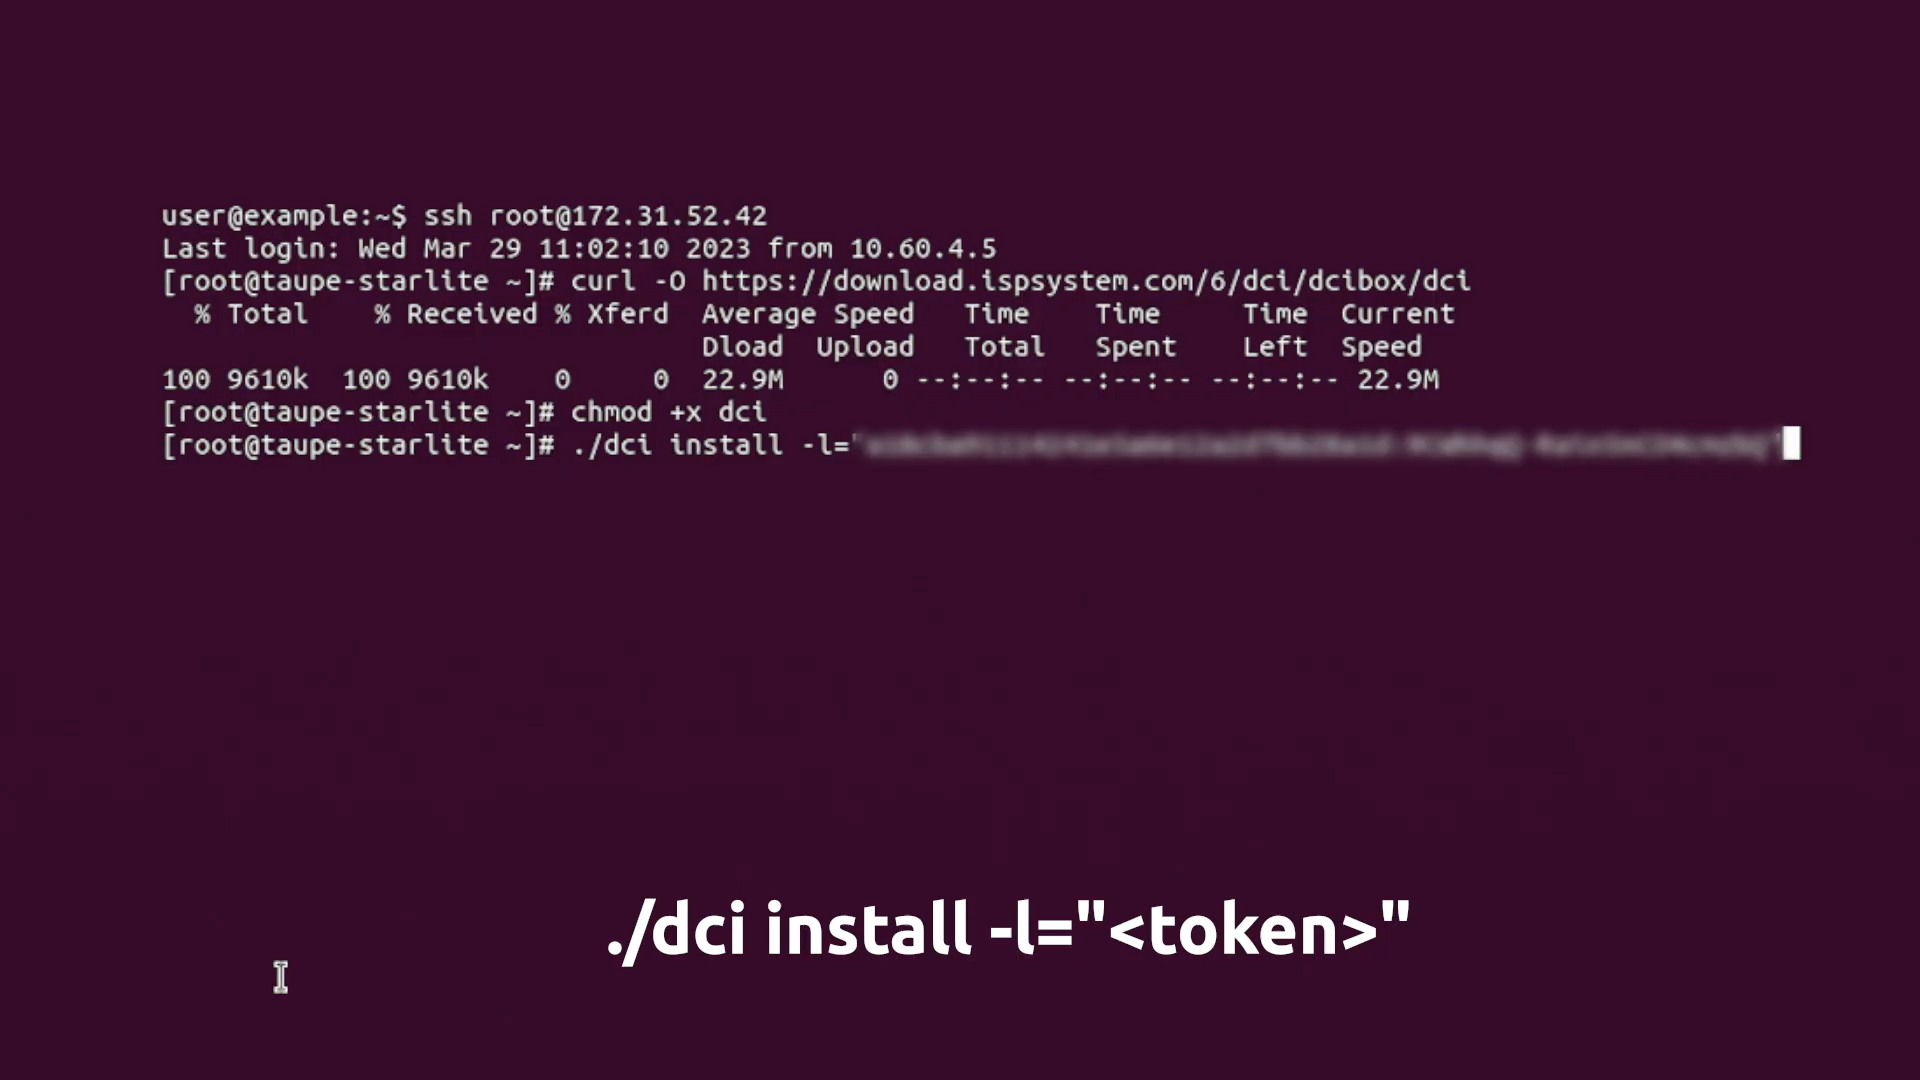 user@example:~$ ssh root@172.31.52.42
Last login: Wed Mar 29 11:02:10 2023 from 10.60.4.5
[root@taupe-starlite ~]# curl -O https://download.ispsystem.com/6/dci/dcibox/dci
% Total % Received % Xferd Average Speed Time Time Time Current
Dload Upload Total Spent Left Speed
100 9610k 100 9610k 0 0 22.9M 0 --:--:-- --:--:-- --:--:-- 22.9M
[root@taupe-starlite ~]# chmod +x dci
[root@taupe-starlite ~]# ./dci install -l=
./dci install -l="<token>"